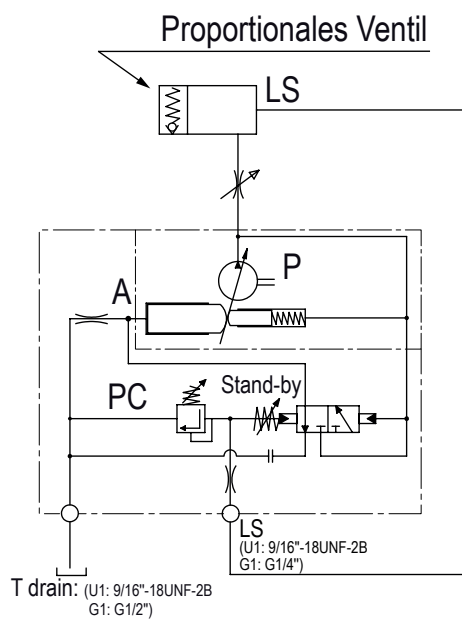 Proportionales Ventil
LS
P
A
PC
Stand-by
LS
(U1: 9/16"-18UNF-2B
G1: G1/4")
T drain: (U1: 9/16"-18UNF-2B
G1: G1/2")